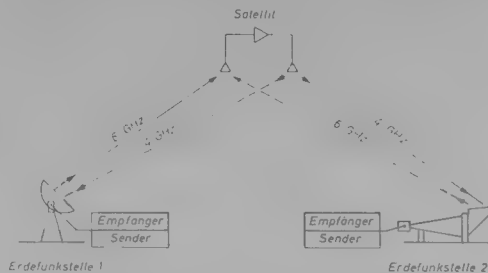 Satellit
6 GHz
4 GHz
6 GHz
4 GHz
Empfänger
Sender
Empfänger
Sender
Erdefunkstelle 1
Erdefunkstelle 2